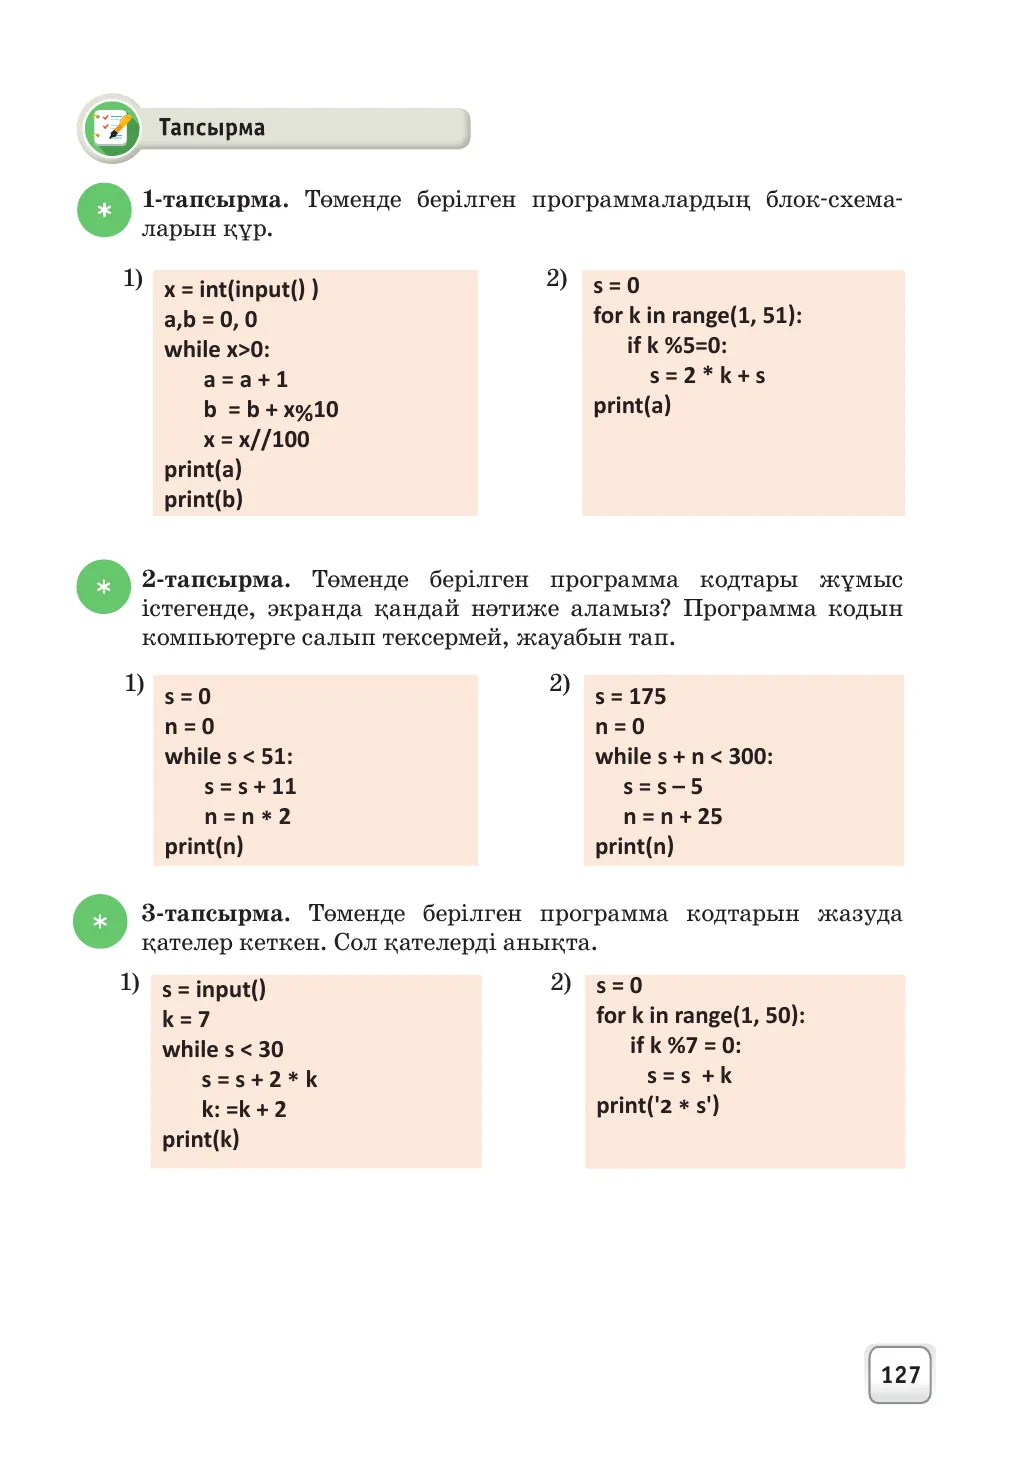 Тапсырма
*
1-тапсырма. Төменде берілген программалардың блок-схема-
ларын құр.
1)
x = int(input() )
a,b = 0, 0
while x>0:
a = a + 1
b  = b + x%10
x = x//100
print(a)
print(b)
2)
s = 0
for k in range(1, 51):
if k %5=0:
s = 2 * k + s
print(a)
*
2-тапсырма. Төменде берілген программа кодтары жұмыс
істегенде, экранда қандай нәтиже аламыз? Программа кодын
компьютерге салып тексермей, жауабын тап.
1)
s = 0
n = 0
while s < 51:
s = s + 11
n = n * 2
print(n)
2)
s = 175
n = 0
while s + n < 300:
s = s – 5
n = n + 25
print(n)
*
3-тапсырма. Төменде берілген программа кодтарын жазуда
қателер кеткен. Сол қателерді анықта.
1)
s = input()
k = 7
while s < 30
s = s + 2 * k
k: =k + 2
print(k)
2)
s = 0
for k in range(1, 50):
if k %7 = 0:
s = s  + k
print('2 * s')
127